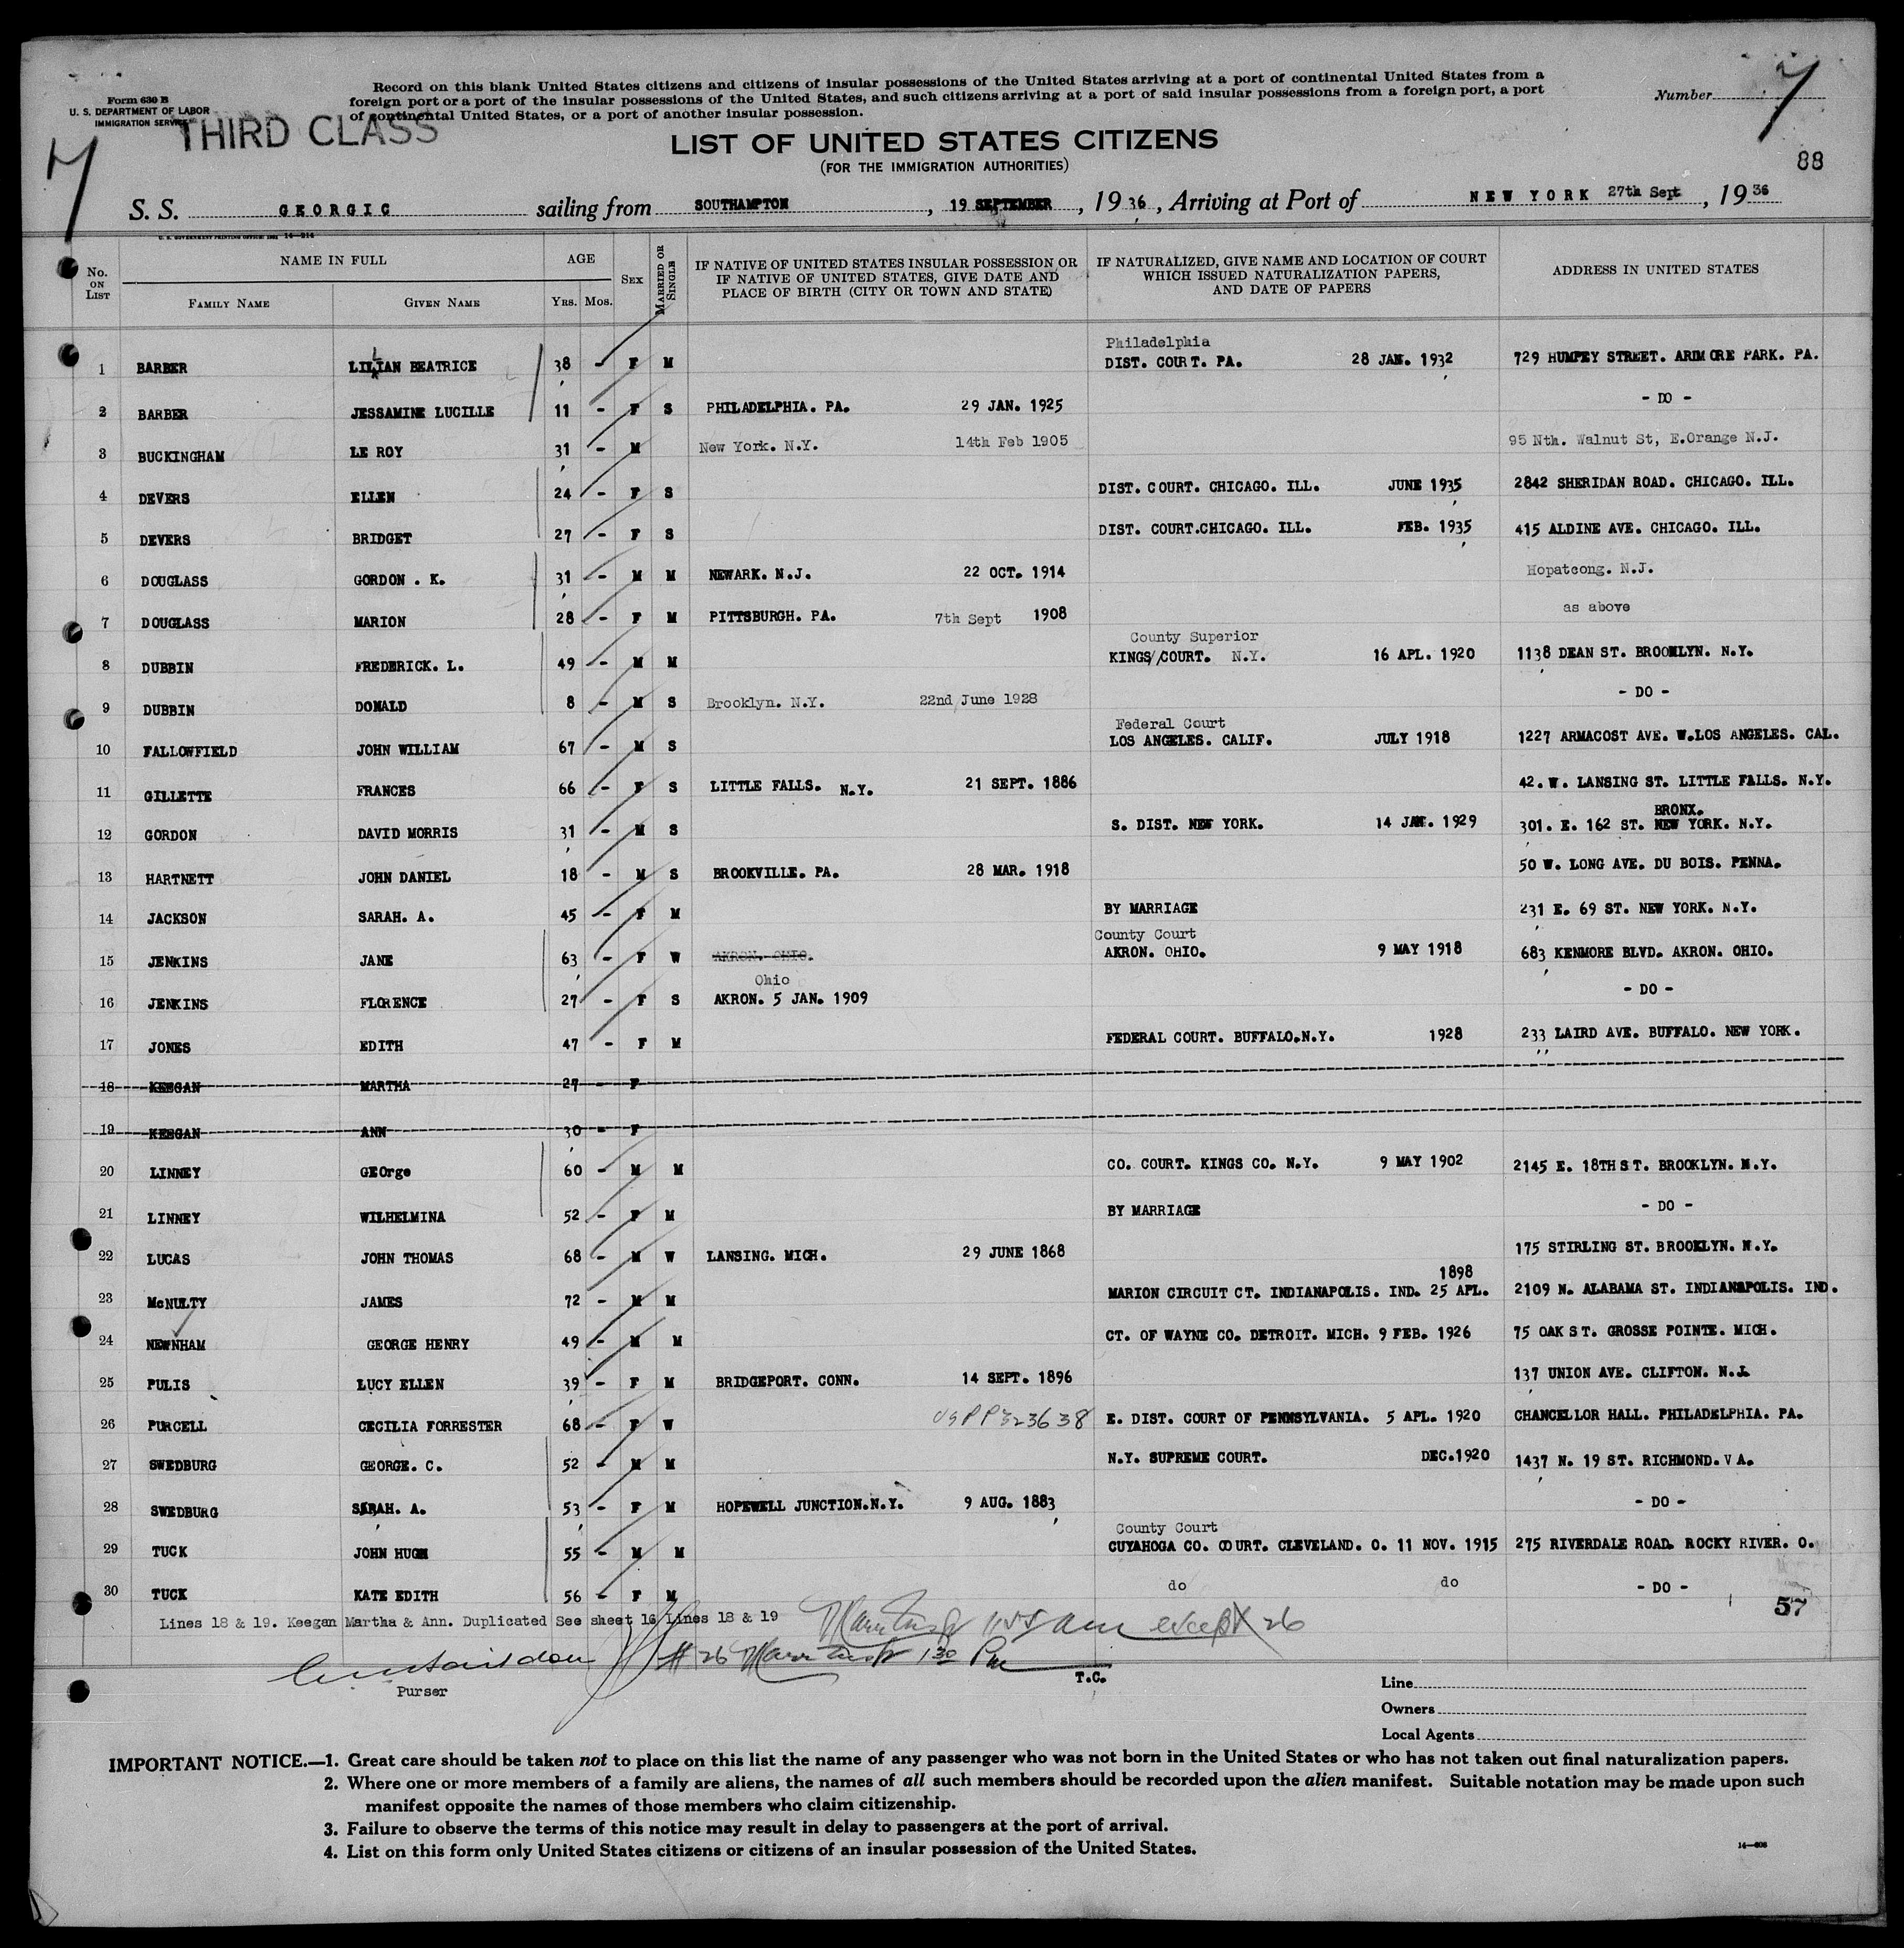 Record on this blank United States citizens and citizens of insular possessions of the United States arriving at a port of continental United States from a
foreign port or a port of the insular possessions of the United States, and such citizens arriving at a port of said insular possessions from a foreign port, a port
of continental United States, or a port of another insular possession.
Form 630 B
U. S. DEPARTMENT OF LABOR
IMMIGRATION SERVICE
THIRD CLASS
Number 7
7
LIST OF UNITED STATES CITIZENS
(FOR THE IMMIGRATION AUTHORITIES)
88
S. S. GEORGIC sailing from SOUTHAMPTON, 19 SEPTEMBER, 1936, Arriving at Port of NEW YORK 27th Sept, 1936
No. ON LIST
NAME IN FULL
FAMILY NAME GIVEN NAME
AGE
YRS. MOS.
SEX
MARRIED OR SINGLE
IF NATIVE OF UNITED STATES INSULAR POSSESSION OR
IF NATIVE OF UNITED STATES, GIVE DATE AND
PLACE OF BIRTH (CITY OR TOWN AND STATE)
IF NATURALIZED, GIVE NAME AND LOCATION OF COURT
WHICH ISSUED NATURALIZATION PAPERS,
AND DATE OF PAPERS
ADDRESS IN UNITED STATES
Philadelphia
1 BARBER LILLIAN BEATRICE 38 - F M DIST. COURT. PA. 28 JAN. 1932 729 HUMPEY STREET. ARDMORE PARK. PA.
2 BARBER JESSAMINE LUCILLE 11 - F S PHILADELPHIA. PA. 29 JAN. 1925 - DO -
3 BUCKINGHAM LE ROY 31 - M New York. N.Y. 14th Feb 1905 95 Nth. Walnut St, E.Orange N.J.
4 DEVERS ELLEN 24 - F S DIST. COURT. CHICAGO. ILL. JUNE 1935 2842 SHERIDAN ROAD. CHICAGO. ILL.
5 DEVERS BRIDGET 27 - F S DIST. COURT.CHICAGO. ILL. FEB. 1935 415 ALDINE AVE. CHICAGO. ILL.
6 DOUGLASS GORDON . K. 31 - M M NEWARK. N.J. 22 OCT. 1914 Hopatcong. N.J.
7 DOUGLASS MARION 28 - F M PITTSBURGH. PA. 7th Sept 1908 as above
County Superior
8 DUBBIN FREDERICK. L. 49 - M M KINGS COURT. N.Y. 16 APL. 1920 1138 DEAN ST. BROOKLYN. N.Y.
9 DUBBIN DONALD 8 - M S Brooklyn. N.Y. 22nd June 1928 - DO -
Federal Court
10 FALLOWFIELD JOHN WILLIAM 67 - M S LOS ANGELES. CALIF. JULY 1918 1227 ARMACOST AVE. W.LOS ANGELES. CAL.
11 GILLETTE FRANCES 66 - F S LITTLE FALLS. N.Y. 21 SEPT. 1886 42. W. LANSING ST. LITTLE FALLS. N.Y.
BRONX.
12 GORDON DAVID MORRIS 31 - M S S. DIST. NEW YORK. 14 JAN. 1929 301. E. 162 ST. NEW YORK. N.Y.
13 HARTNETT JOHN DANIEL 18 - M S BROOKVILLE. PA. 28 MAR. 1918 50 W. LONG AVE. DU BOIS. PENNA.
14 JACKSON SARAH. A. 45 - F M BY MARRIAGE 231 E. 69 ST. NEW YORK. N.Y.
County Court
15 JENKINS JANE 63 - F W AKRON. OHIO. AKRON. OHIO. 9 MAY 1918 683 KENMORE BLVD. AKRON. OHIO.
Ohio
16 JENKINS FLORENCE 27 - F S AKRON. 5 JAN. 1909 - DO -
17 JONES EDITH 47 - F M FEDERAL COURT. BUFFALO.N.Y. 1928 233 LAIRD AVE. BUFFALO. NEW YORK.
18 KEEGAN MARTHA 27 - F
19 KEEGAN ANN 30 - F
20 LINNEY GEOrge 60 - M M CO. COURT. KINGS CO. N.Y. 9 MAY 1902 2145 E. 18TH ST. BROOKLYN. N.Y.
21 LINNEY WILHELMINA 52 - F M BY MARRIAGE - DO -
22 LUCAS JOHN THOMAS 68 - M W LANSING. MICH. 29 JUNE 1868 175 STIRLING ST. BROOKLYN. N.Y.
1898
23 McNULTY JAMES 72 - M M MARION CIRCUIT CT. INDIANAPOLIS. IND. 25 APL. 2109 N. ALABAMA ST. INDIANAPOLIS. IND.
24 NEWNHAM GEORGE HENRY 49 - M M CT. OF WAYNE CO. DETROIT. MICH. 9 FEB. 1926 75 OAK ST. GROSSE POINTE. MICH.
25 PULIS LUCY ELLEN 39 - F M BRIDGEPORT. CONN. 14 SEPT. 1896 137 UNION AVE. CLIFTON. N.J.
26 PURCELL CECILIA FORRESTER 68 - F W USPP323638 E. DIST. COURT OF PENNSYLVANIA. 5 APL. 1920 CHANCELLOR HALL. PHILADELPHIA. PA.
27 SWEDBURG GEORGE. C. 52 - M M N.Y. SUPREME COURT. DEC.1920 1437 N. 19 ST. RICHMOND. VA.
28 SWEDBURG SARAH. A. 53 - F M HOPEWELL JUNCTION.N.Y. 9 AUG. 1883 - DO -
County Court
29 TUCK JOHN HUGH 55 - M M CUYAHOGA CO. COURT. CLEVELAND. O. 11 NOV. 1915 275 RIVERDALE ROAD. ROCKY RIVER. O.
30 TUCK KATE EDITH 56 - F M do do - DO -
57
Lines 18 & 19. Keegan Martha & Ann. Duplicated See sheet 16 Lines 18 & 19
1155 am except 26
# 26 1 30 Pm
Purser
T.C.
Line
Owners
Local Agents
IMPORTANT NOTICE.—1. Great care should be taken not to place on this list the name of any passenger who was not born in the United States or who has not taken out final naturalization papers.
2. Where one or more members of a family are aliens, the names of all such members should be recorded upon the alien manifest. Suitable notation may be made upon such
manifest opposite the names of those members who claim citizenship.
3. Failure to observe the terms of this notice may result in delay to passengers at the port of arrival.
4. List on this form only United States citizens or citizens of an insular possession of the United States.